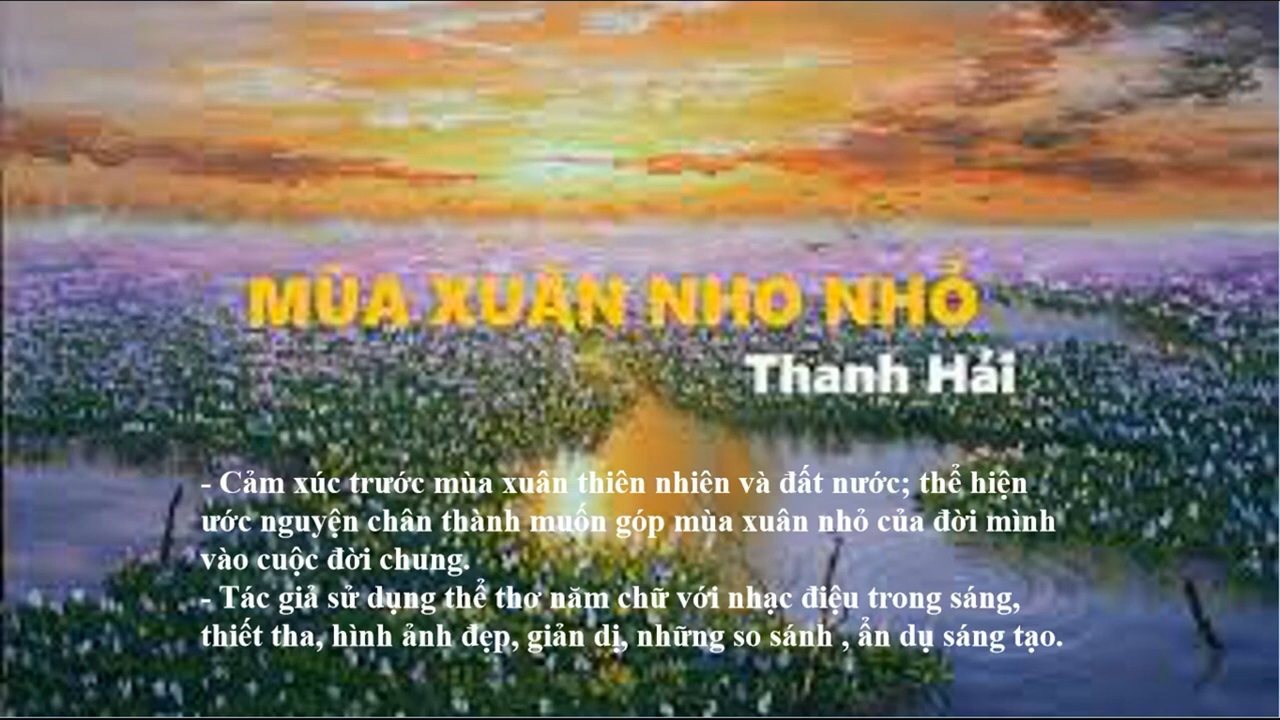 MÙA XUÂN NHO NHỎ
Thanh Hải
- Cảm xúc trước mùa xuân thiên nhiên và đất nước; thể hiện
ước nguyện chân thành muốn góp mùa xuân nhỏ của đời mình
vào cuộc đời chung.
- Tác giả sử dụng thể thơ năm chữ với nhạc điệu trong sáng,
thiết tha, hình ảnh đẹp, giản dị, những so sánh , ẩn dụ sáng tạo.